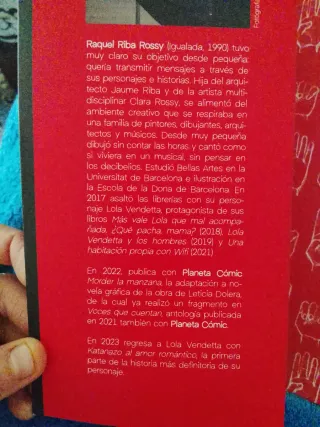 Fotografí
Raquel Riba Rossy (Igualada, 1990) tuvo
muy claro su objetivo desde pequeña:
quería transmitir mensajes a través de
sus personajes e historias. Hija del arqui-
tecto Jaume Riba y de la artista multi-
disciplinar Clara Rossy, se alimentó del
ambiente creativo que se respiraba en
una familia de pintores, dibujantes, arqui-
tectos y músicos. Desde muy pequeña
dibujó sin contar las horas y cantó como
si viviera en un musical, sin pensar en
los decibelios. Estudió Bellas Artes en la
Universitat de Barcelona e ilustración en
la Escola de la Dona de Barcelona. En
2017 asaltó las librerías con su perso-
naje Lola Vendetta, protagonista de sus
libros Más vale Lola que mal acompa-
ñada, ¿Qué pacha, mama? (2018), Lola
Vendetta y los hombres (2019) y Una
habitación propia con Wifi (2021)
En 2022, publica con Planeta Cómic
Morder la manzana, la adaptación a no-
vela gráfica de la obra de Leticia Dolera,
de la cual ya realizó un fragmento en
Voces que cuentan, antología publicada
en 2021 también con Planeta Cómic.
En 2023 regresa a Lola Vendetta con
Katanazo al amor romántico, la primera
parte de la historia más definitoria de su
personaje.